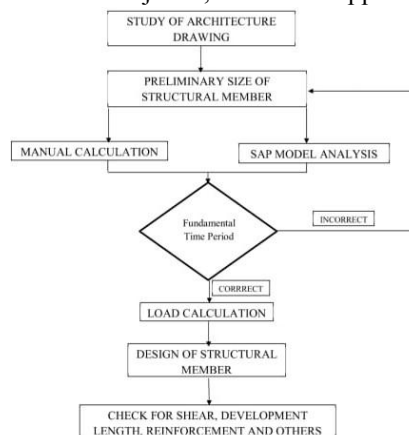 STUDY OF ARCHITECTURE
DRAWING
PRELIMINARY SIZE OF
STRUCTURAL MEMBER
MANUAL CALCULATION
SAP MODEL ANALYSIS
Fundamental
Time Period
INCORRECT
CORRRECT
LOAD CALCULATION
DESIGN OF STRUCTURAL
MEMBER
CHECK FOR SHEAR, DEVELOPMENT
LENGTH, REINFORCEMENT AND OTHERS